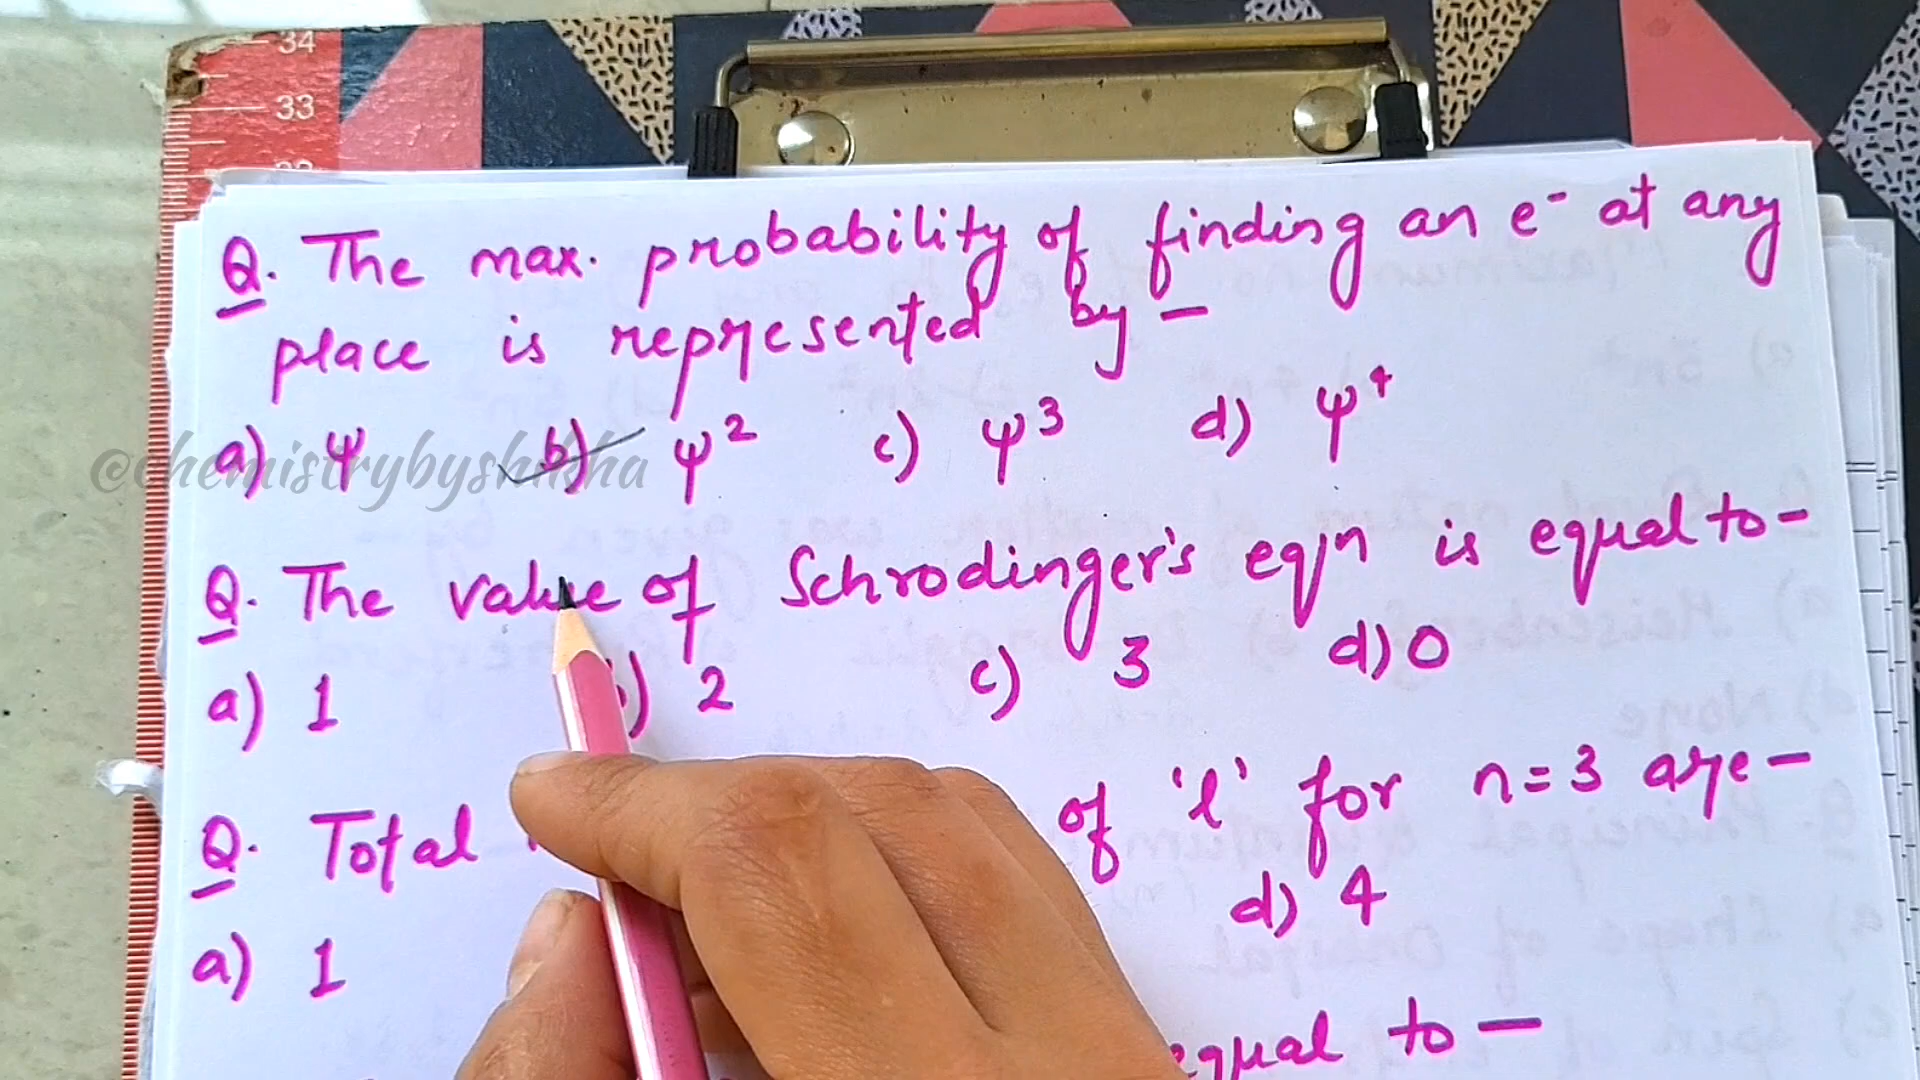 34
33
Q. The max. probability of finding an e⁻ at any
place is represented by –
a) ψ b) ψ² c) ψ³ d) ψ⁴
@chemistrybyshikha
Q. The value of Schrodinger's eqn is equal to –
a) 1 b) 2 c) 3 d) 0
Q. Total of 'l' for n=3 are –
a) 1 d) 4
equal to –